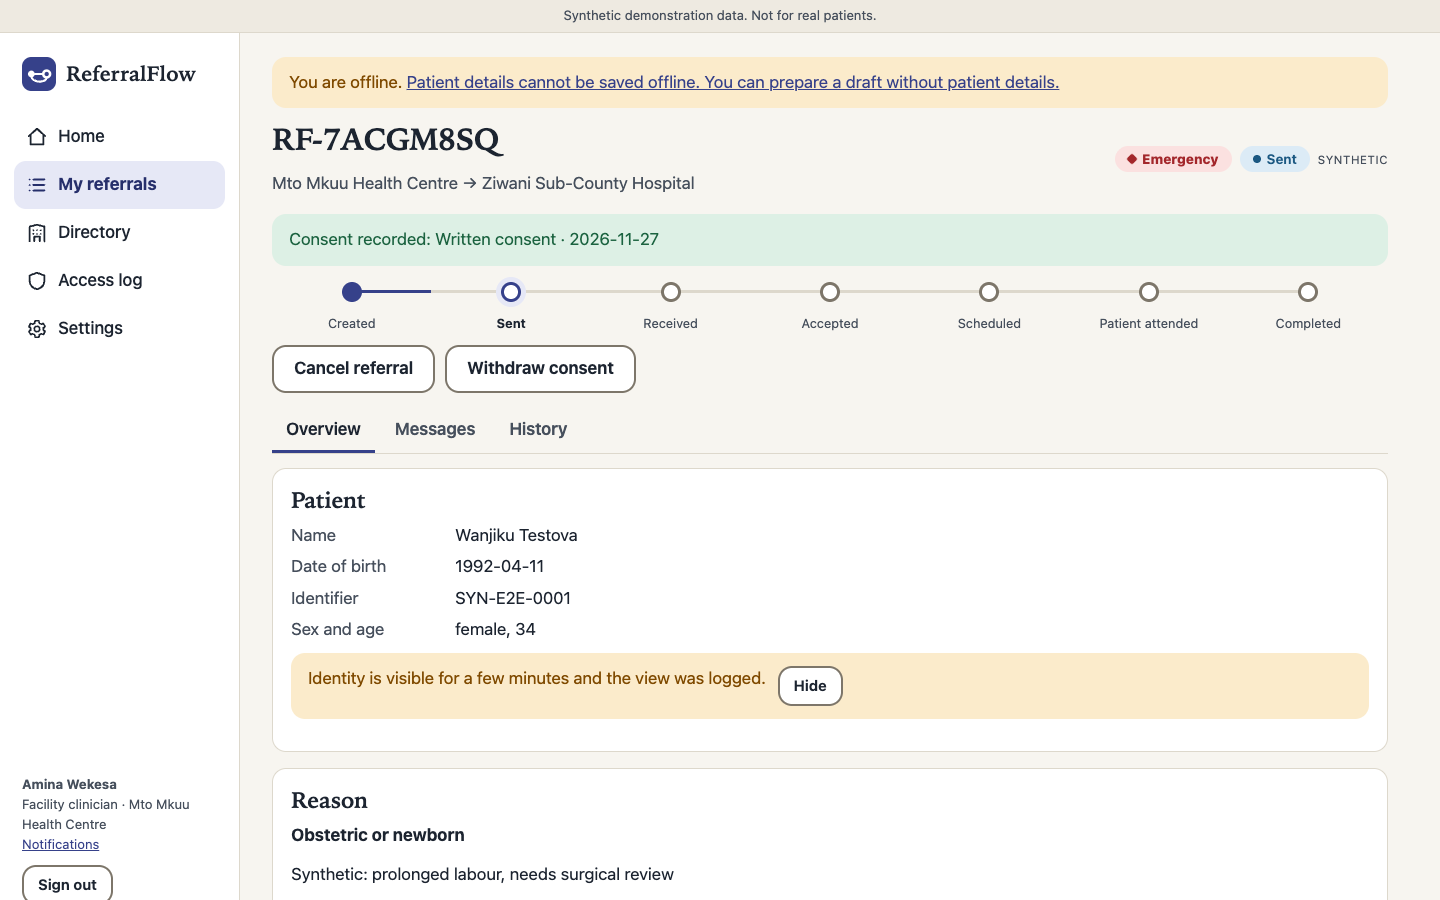 Synthetic demonstration data. Not for real patients.
ReferralFlow
Home
My referrals
Directory
Access log
Settings
Amina Wekesa
Facility clinician · Mto Mkuu
Health Centre
Notifications
Sign out
You are offline. Patient details cannot be saved offline. You can prepare a draft without patient details.
RF-7ACGM8SQ
Mto Mkuu Health Centre → Ziwani Sub-County Hospital
Emergency
Sent
SYNTHETIC
Consent recorded: Written consent · 2026-11-27
Created
Sent
Received
Accepted
Scheduled
Patient attended
Completed
Cancel referral
Withdraw consent
Overview
Messages
History
Patient
Name Wanjiku Testova
Date of birth 1992-04-11
Identifier SYN-E2E-0001
Sex and age female, 34
Identity is visible for a few minutes and the view was logged. Hide
Reason
Obstetric or newborn
Synthetic: prolonged labour, needs surgical review